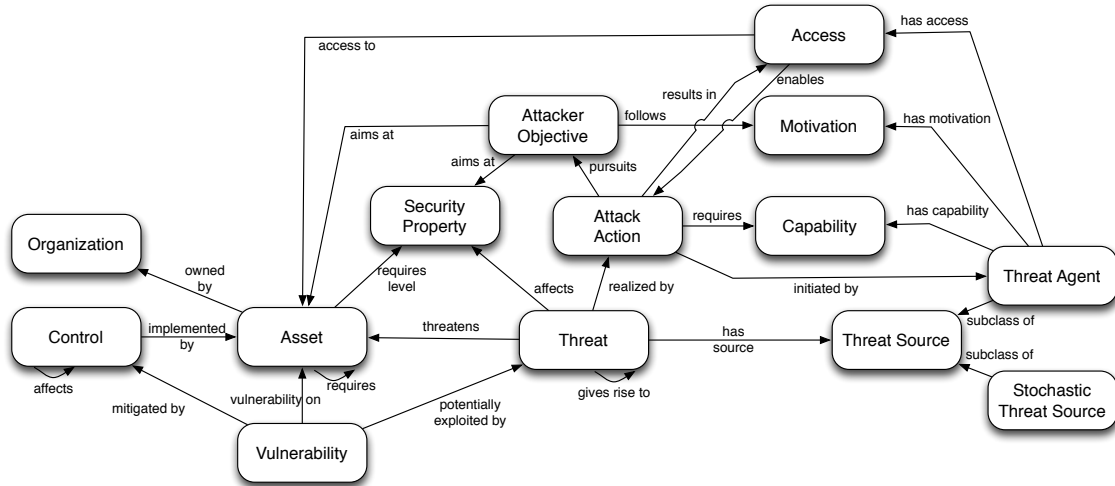 Access
has access
access to
enables
results in
Attacker
Objective
follows
Motivation
has motivation
aims at
aims at
pursuits
Security
Property
Attack
Action
requires
Capability
has capability
Organization
owned
by
requires
level
affects
realized by
initiated by
Threat Agent
subclass of
Control
implemented
by
Asset
threatens
Threat
has
source
Threat Source
subclass of
affects
requires
gives rise to
Stochastic
Threat Source
mitigated by
vulnerability on
potentially
exploited by
Vulnerability